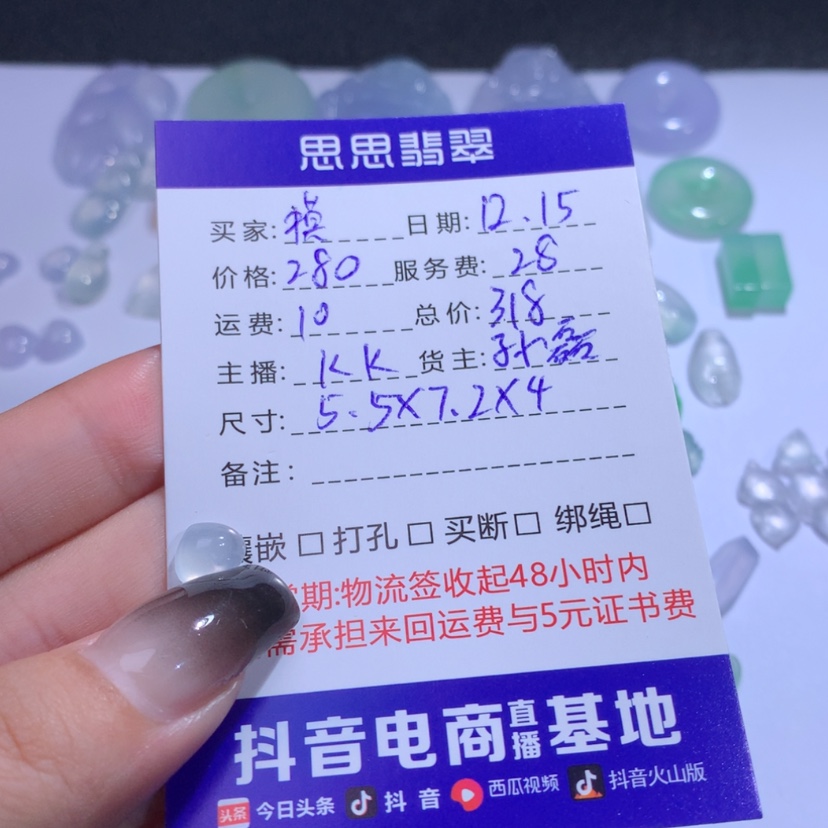 思思翡翠
买家: 日期: 12.15
价格: 280 服务费: 28
运费: 10 总价: 318
主播: KK 货主: 孙磊
尺寸: 5.5X7.2X4
备注:
嵌□ 打孔□ 买断□ 绑绳□
期:物流签收起48小时内
需承担来回运费与5元证书费
抖音电商直播基地
头条 今日头条 抖音 西瓜视频 抖音火山版